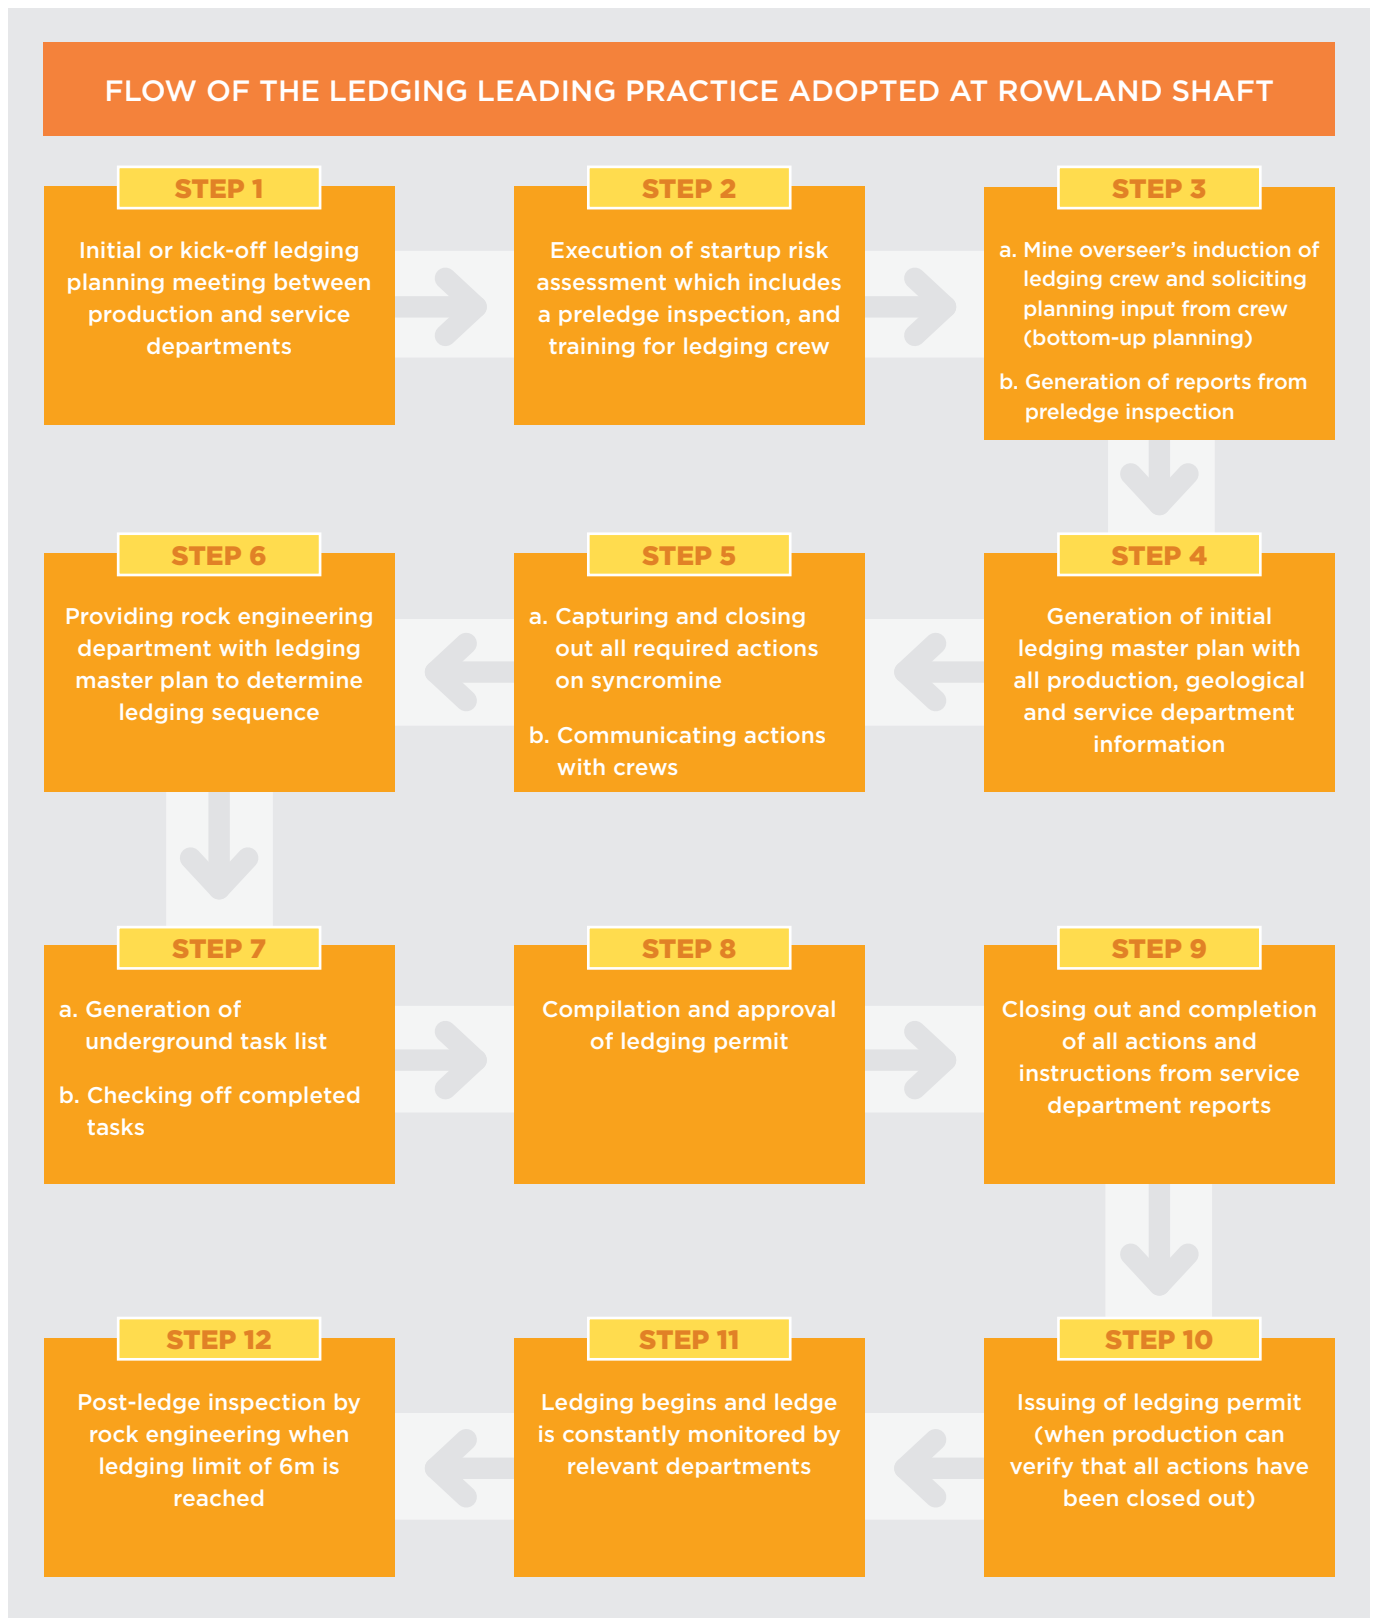 FLOW OF THE LEDGING LEADING PRACTICE ADOPTED AT ROWLAND SHAFT
STEP 1
Initial or kick-off ledging
planning meeting between
production and service
departments
STEP 2
Execution of startup risk
assessment which includes
a preledge inspection, and
training for ledging crew
STEP 3
a. Mine overseer’s induction of
ledging crew and soliciting
planning input from crew
(bottom-up planning)
b. Generation of reports from
preledge inspection
STEP 4
Generation of initial
ledging master plan with
all production, geological
and service department
information
STEP 5
a. Capturing and closing
out all required actions
on syncromine
b. Communicating actions
with crews
STEP 6
Providing rock engineering
department with ledging
master plan to determine
ledging sequence
STEP 7
a. Generation of
underground task list
b. Checking off completed
tasks
STEP 8
Compilation and approval
of ledging permit
STEP 9
Closing out and completion
of all actions and
instructions from service
department reports
STEP 10
Issuing of ledging permit
(when production can
verify that all actions have
been closed out)
STEP 11
Ledging begins and ledge
is constantly monitored by
relevant departments
STEP 12
Post-ledge inspection by
rock engineering when
ledging limit of 6m is
reached